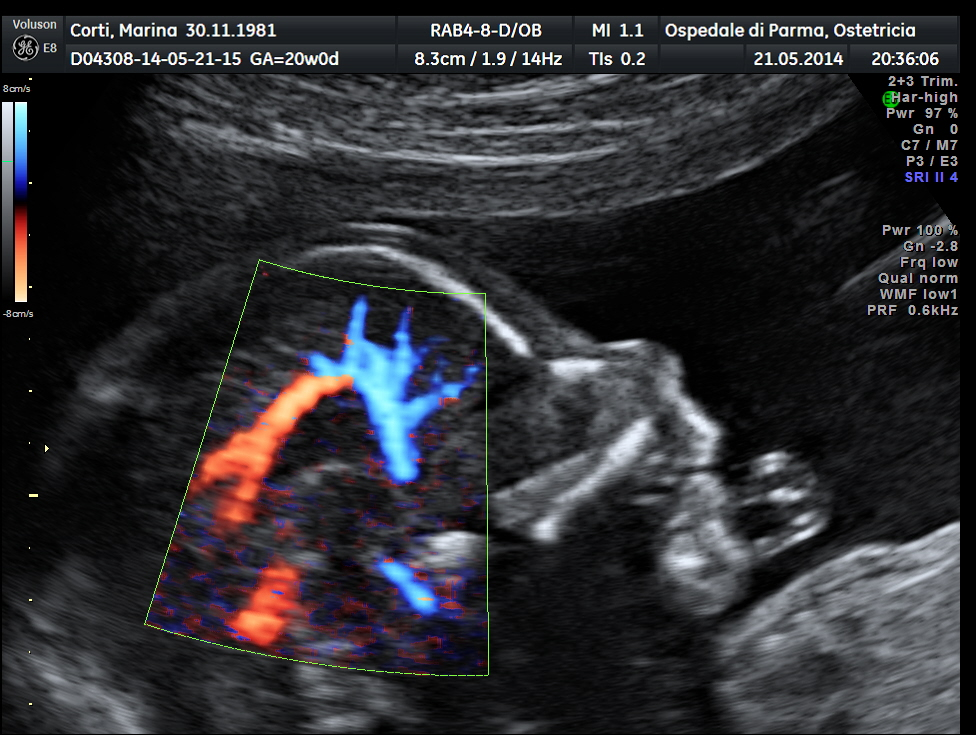 Voluson
GE E8
Corti, Marina 30.11.1981
RAB4-8-D/OB
MI 1.1
Ospedale di Parma, Ostetricia
D04308-14-05-21-15 GA=20w0d
8.3cm / 1.9 / 14Hz
TIs 0.2
21.05.2014
20:36:06
2+3 Trim.
Har-high
Pwr 97 %
Gn 0
C7 / M7
P3 / E3
SRI II 4
Pwr 100 %
Gn -2.8
Frq low
Qual norm
WMF low1
PRF 0.6kHz
8cm/s
-8cm/s